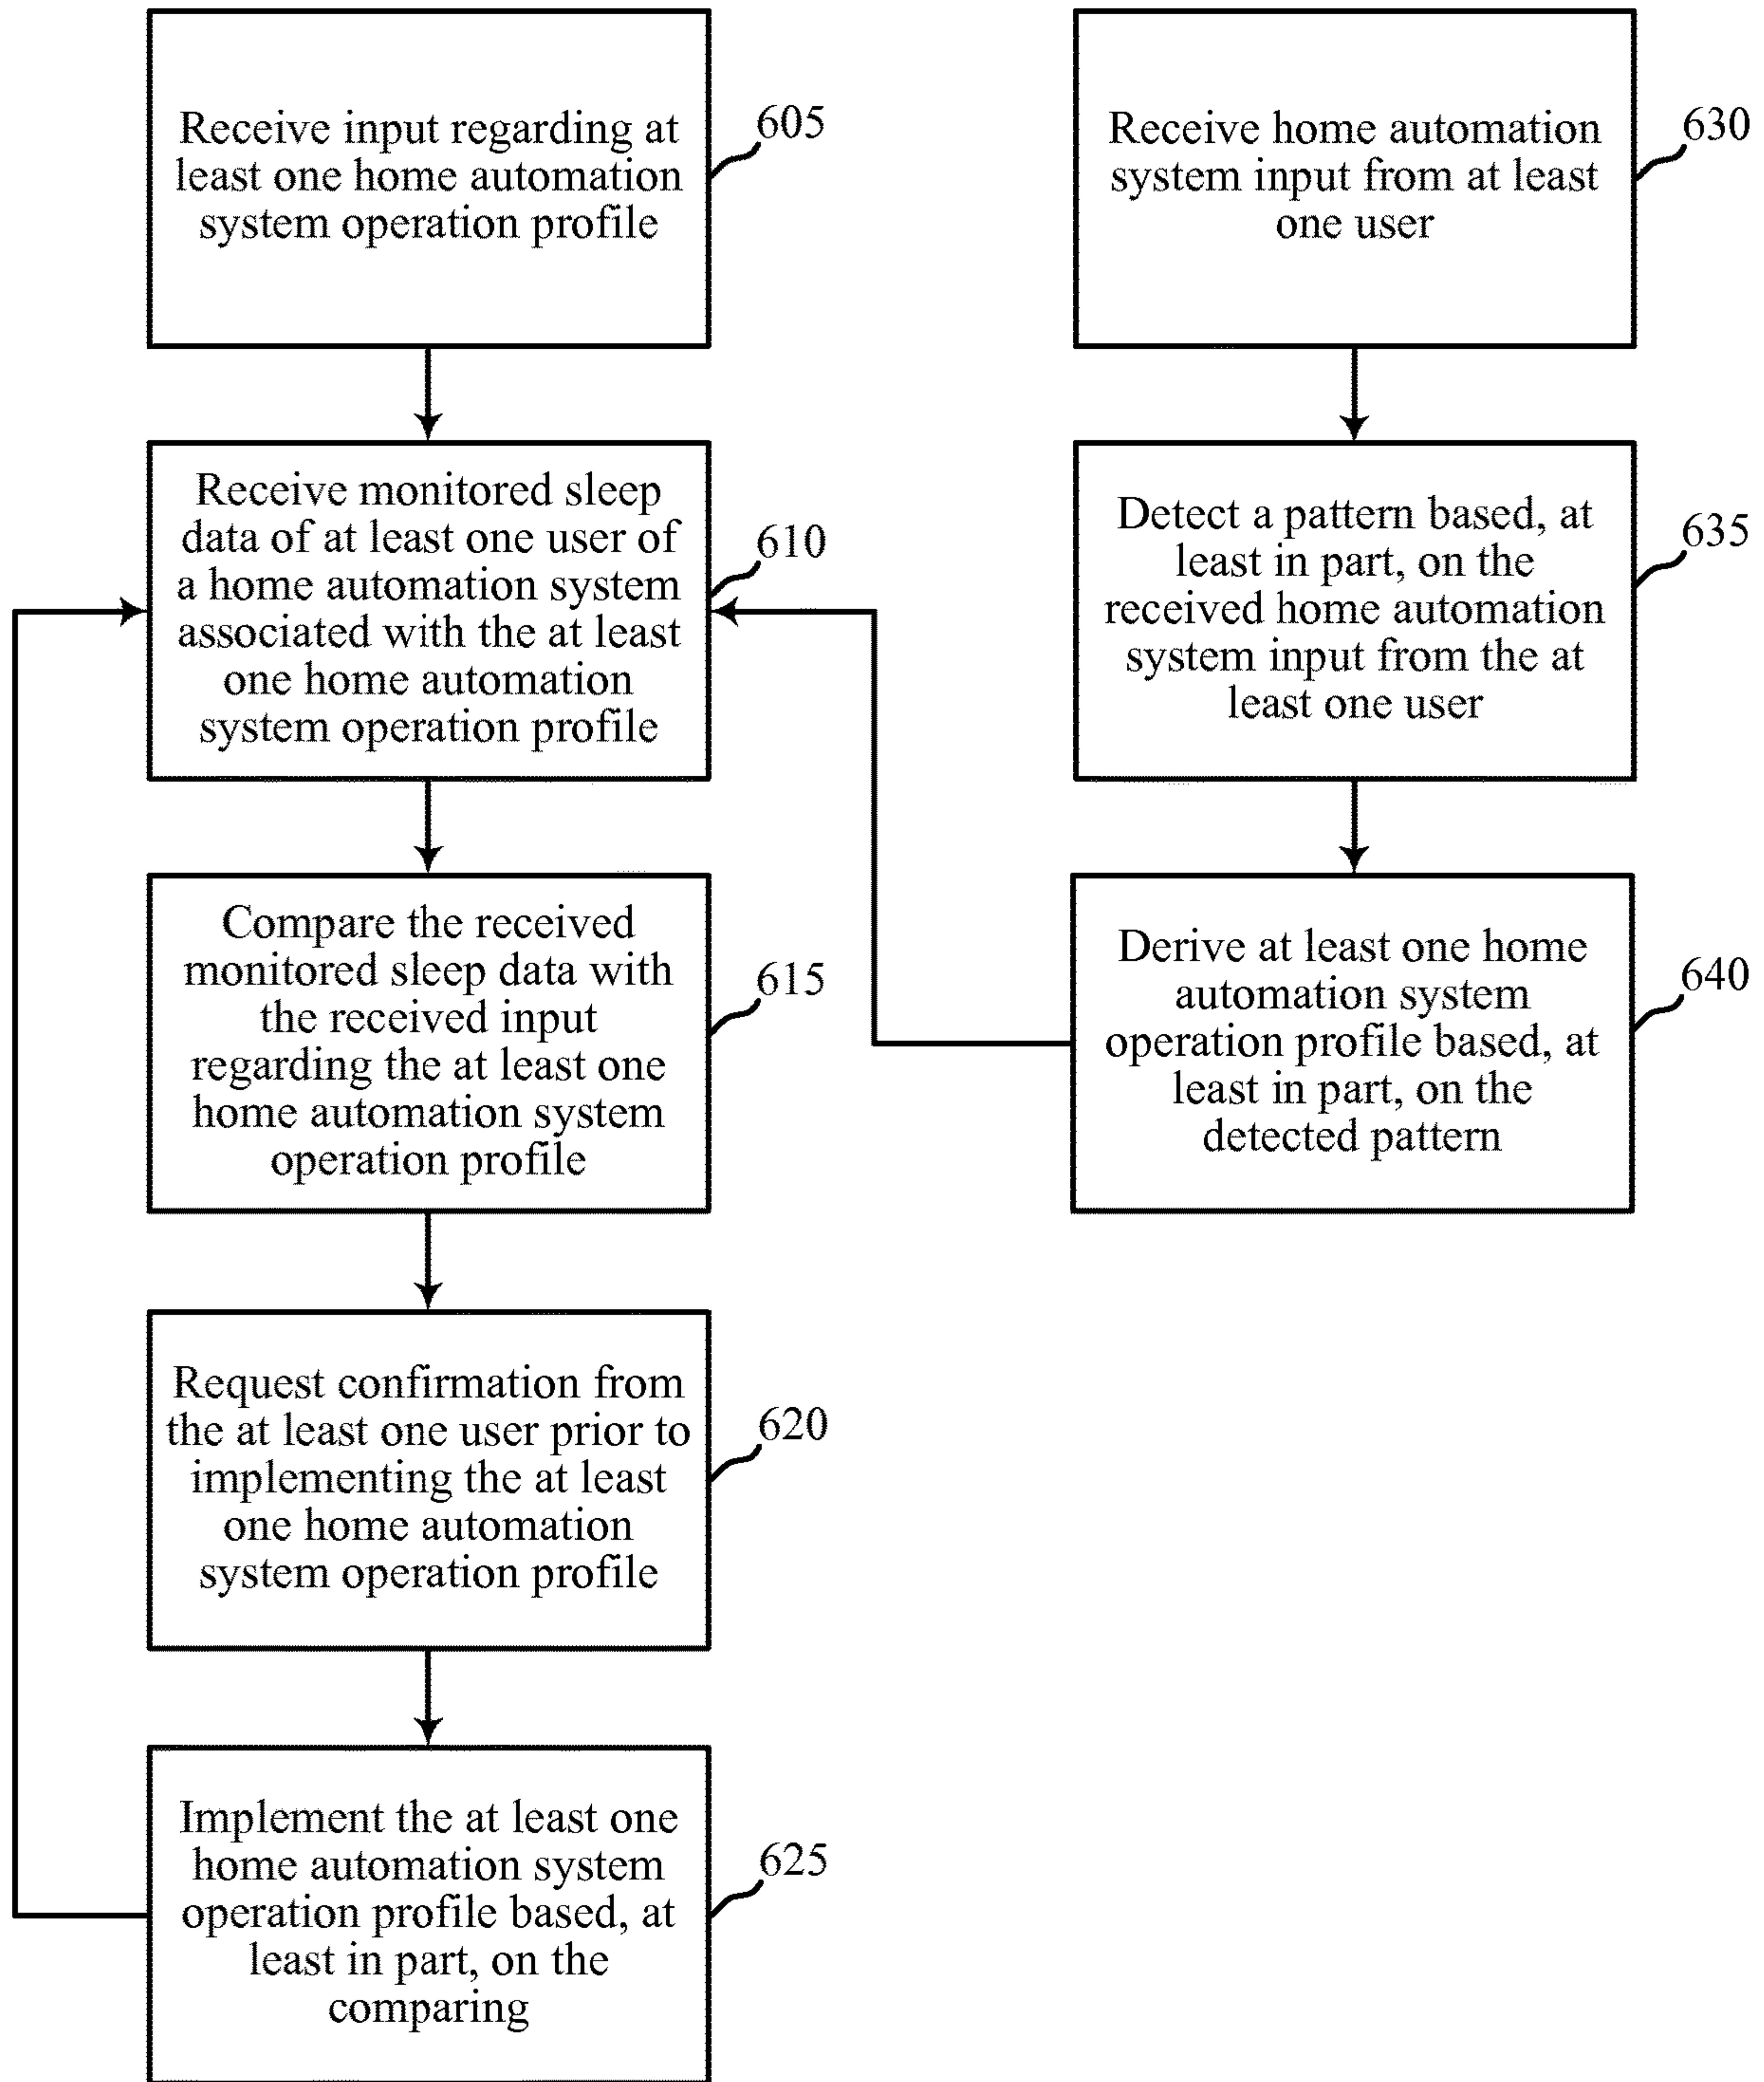 Receive input regarding at
least one home automation
system operation profile
605
Receive monitored sleep
data of at least one user of
a home automation system
associated with the at least
one home automation
system operation profile
610
Compare the received
monitored sleep data with
the received input
regarding the at least one
home automation system
operation profile
615
Request confirmation from
the at least one user prior to
implementing the at least
one home automation
system operation profile
620
Implement the at least one
home automation system
operation profile based, at
least in part, on the
comparing
625
Receive home automation
system input from at least
one user
630
Detect a pattern based, at
least in part, on the
received home automation
system input from the at
least one user
635
Derive at least one home
automation system
operation profile based, at
least in part, on the
detected pattern
640